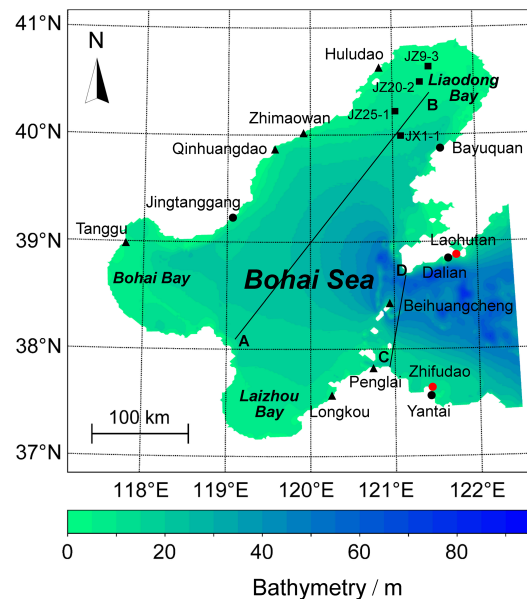 41°N
N
Huludao
JZ9-3
JZ20-2
Liaodong
Bay
B
JZ25-1
Zhimaowan
40°N
JX1-1
Qinhuangdao
Bayuquan
Jingtanggang
Tanggu
39°N
Laohutan
Bohai Bay
Bohai Sea
D
Dalian
Beihuangcheng
38°N
A
C
Zhifudao
Penglai
Laizhou
Bay
Longkou
Yantai
100 km
37°N
118°E 119°E 120°E 121°E 122°E
0 20 40 60 80
Bathymetry / m